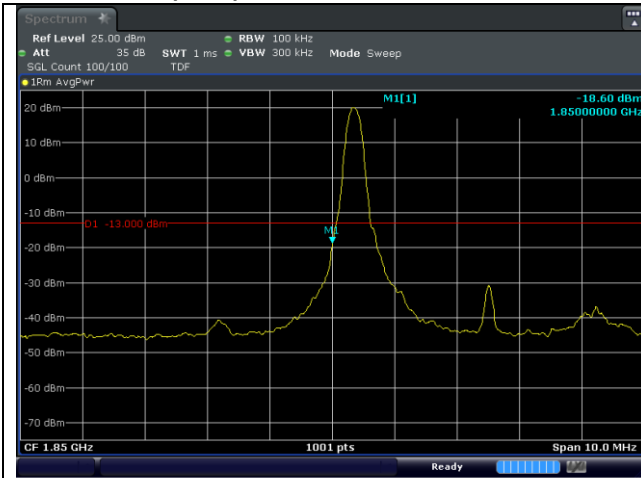 Spectrum
Ref Level 25.00 dBm RBW 100 kHz
Att 35 dB SWT 1 ms VBW 300 kHz Mode Sweep
SGL Count 100/100 TDF
1Rm AvgPwr
M1[1] -18.60 dBm
1.85000000 GHz
20 dBm
10 dBm
0 dBm
-10 dBm
D1 -13.000 dBm
M1
-20 dBm
-30 dBm
-40 dBm
-50 dBm
-60 dBm
-70 dBm
CF 1.85 GHz 1001 pts Span 10.0 MHz
Ready